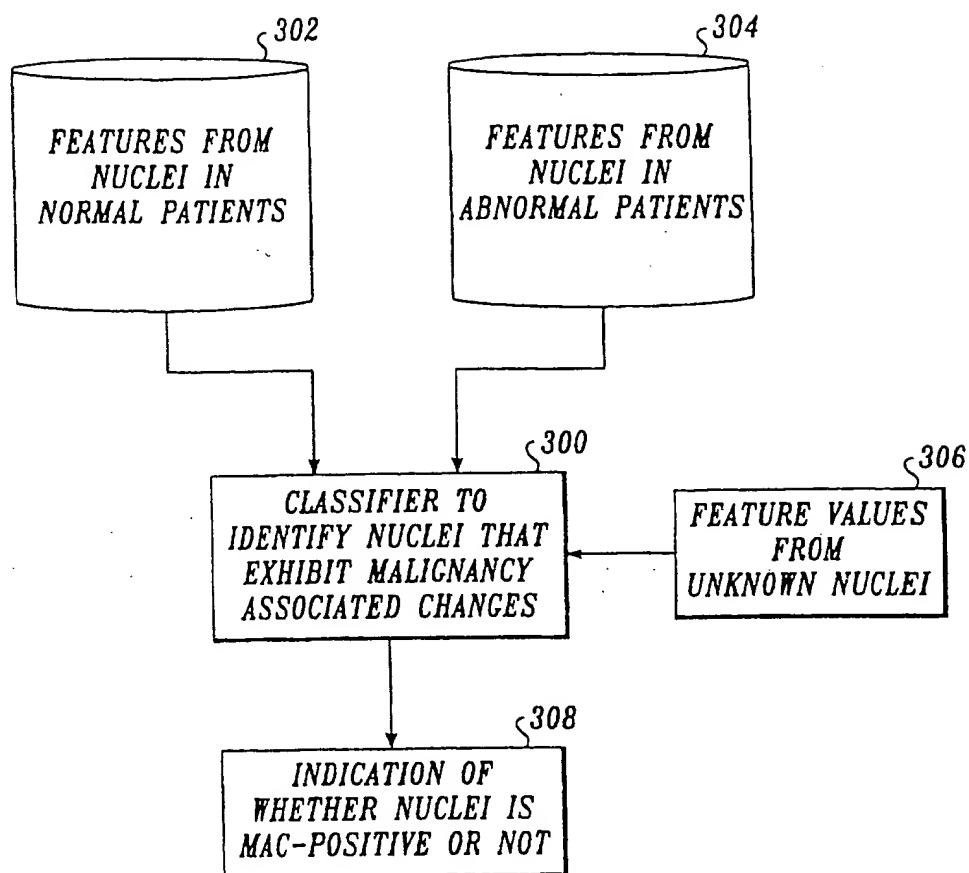 302
FEATURES FROM
NUCLEI IN
NORMAL PATIENTS
304
FEATURES FROM
NUCLEI IN
ABNORMAL PATIENTS
300
CLASSIFIER TO
IDENTIFY NUCLEI THAT
EXHIBIT MALIGNANCY
ASSOCIATED CHANGES
306
FEATURE VALUES
FROM
UNKNOWN NUCLEI
308
INDICATION OF
WHETHER NUCLEI IS
MAC-POSITIVE OR NOT